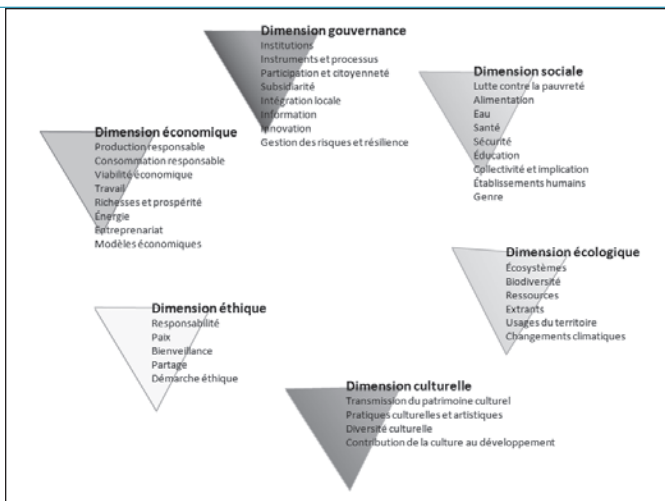 Dimension gouvernance
Institutions
Instruments et processus
Participation et citoyenneté
Subsidiarité
Intégration locale
Information
Innovation
Gestion des risques et résilience
Dimension sociale
Lutte contre la pauvreté
Alimentation
Eau
Santé
Sécurité
Éducation
Collectivité et implication
Établissements humains
Genre
Dimension économique
Production responsable
Consommation responsable
Viabilité économique
Travail
Richesses et prospérité
Énergie
Entreprenariat
Modèles économiques
Dimension écologique
Écosystèmes
Biodiversité
Ressources
Extrants
Usages du territoire
Changements climatiques
Dimension éthique
Responsabilité
Paix
Bienveillance
Partage
Démarche éthique
Dimension culturelle
Transmission du patrimoine culturel
Pratiques culturelles et artistiques
Diversité culturelle
Contribution de la culture au développement